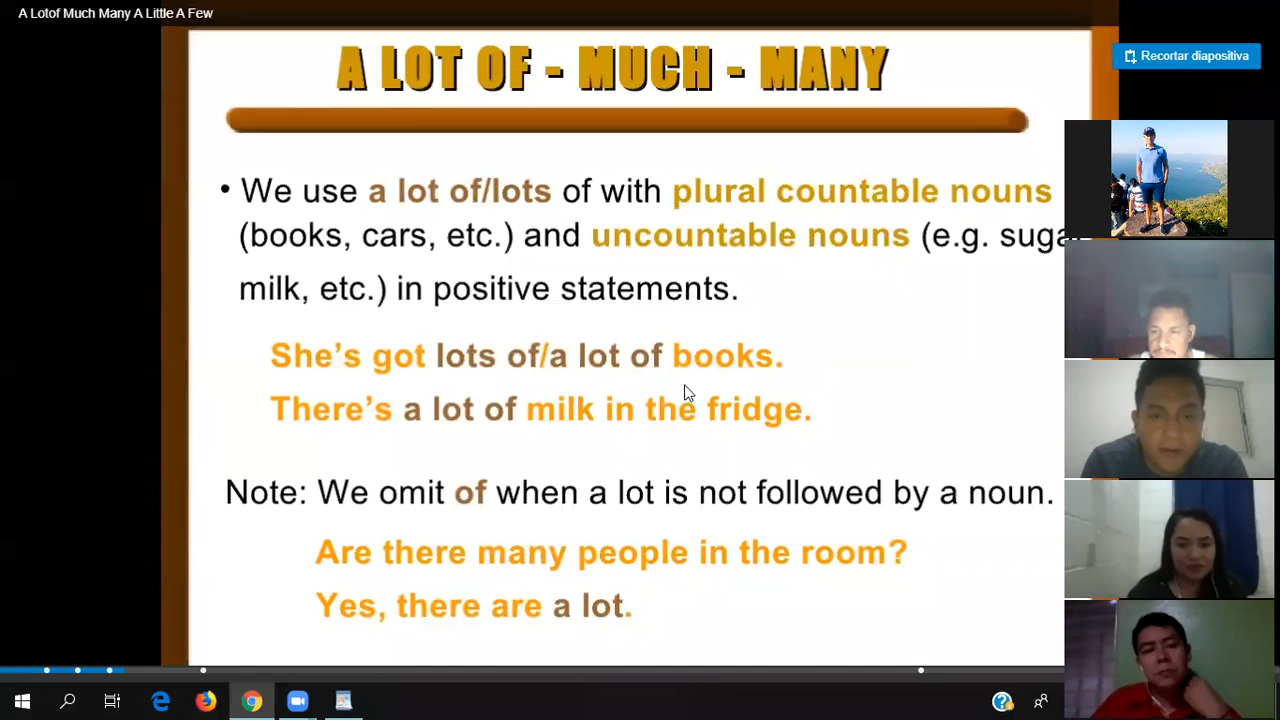 A Lotof Much Many A Little A Few
Recortar diapositiva
A LOT OF - MUCH - MANY
• We use a lot of/lots of with plural countable nouns
(books, cars, etc.) and uncountable nouns (e.g.
milk, etc.) in positive statements.
She's got lots of/a lot of books.
There's a lot of milk in the fridge.
Note: We omit of when a lot is not followed by a noun.
Are there many people in the room?
Yes, there are a lot.